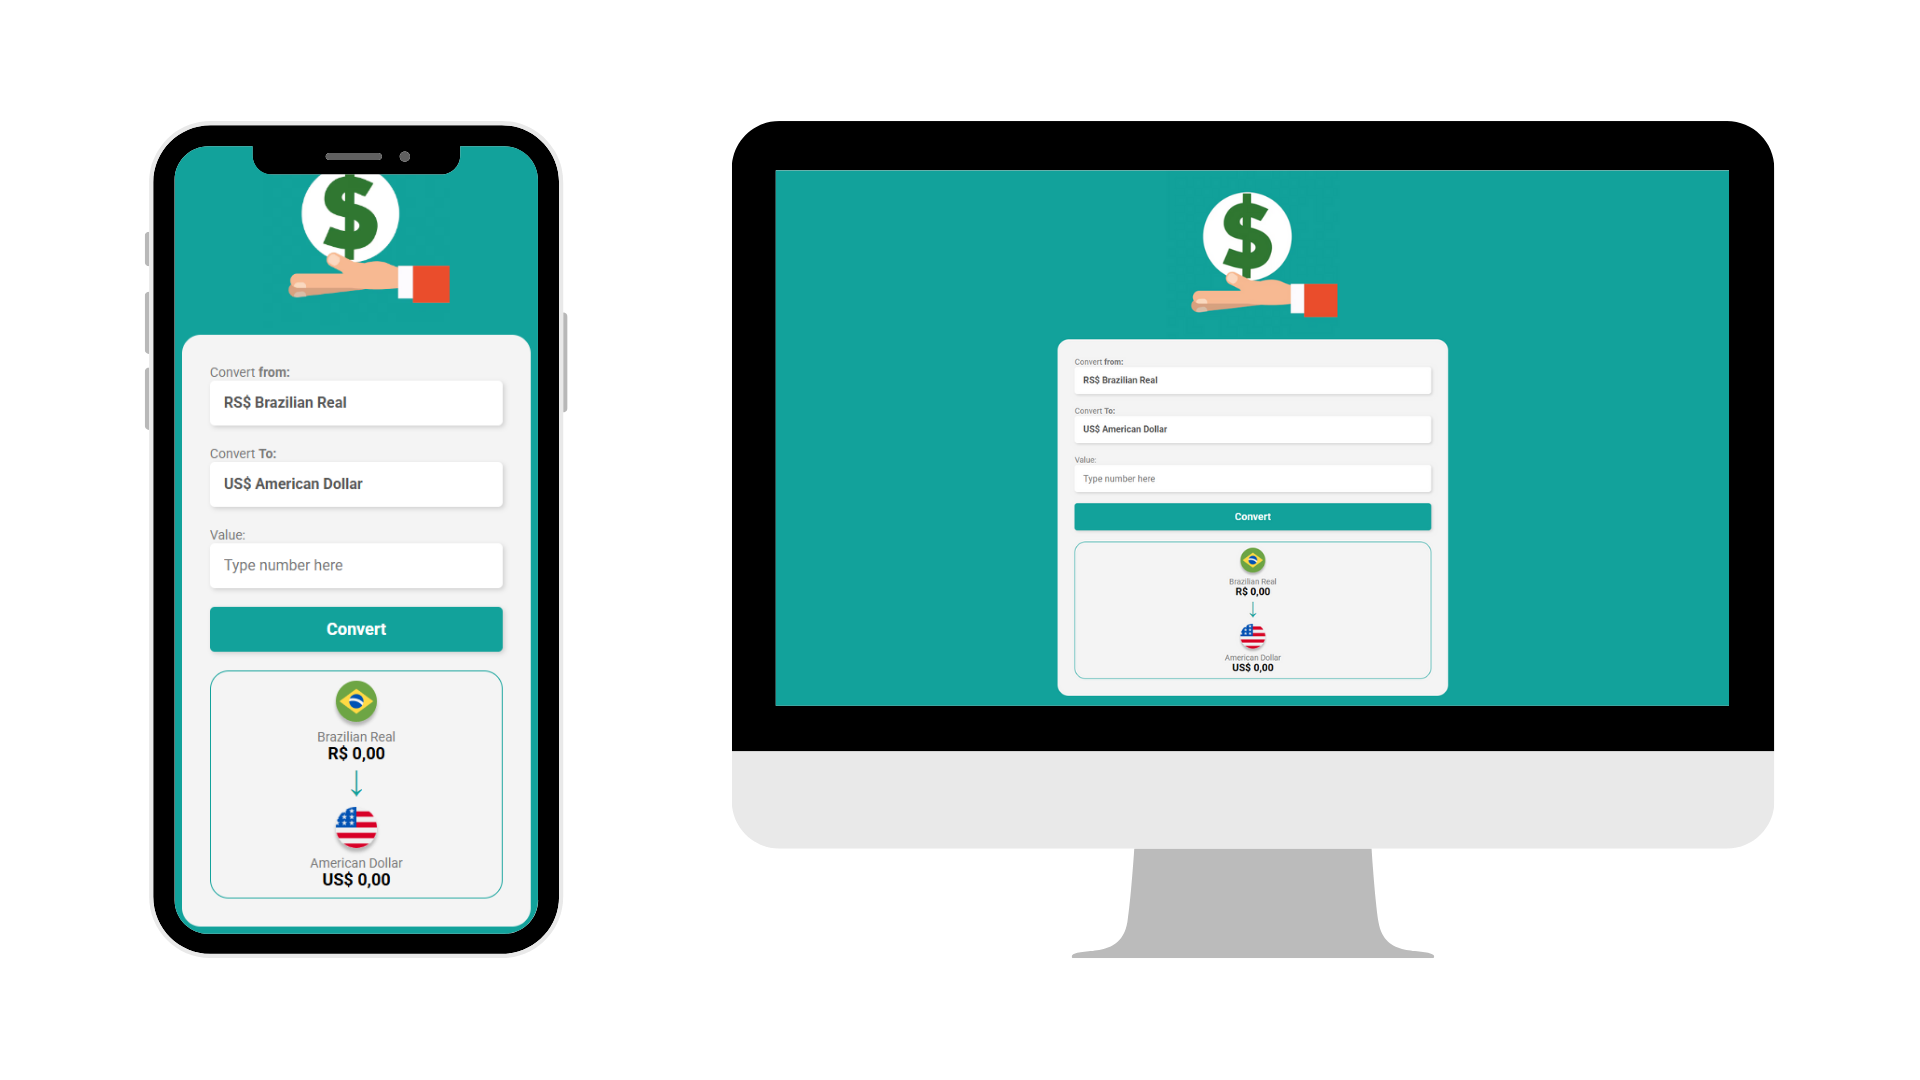 $
Convert from:
RS$ Brazilian Real
Convert To:
US$ American Dollar
Value:
Type number here
Convert
Brazilian Real
R$ 0,00
↓
American Dollar
US$ 0,00
$
Convert from:
RS$ Brazilian Real
Convert To:
US$ American Dollar
Value:
Type number here
Convert
Brazilian Real
R$ 0,00
↓
American Dollar
US$ 0,00